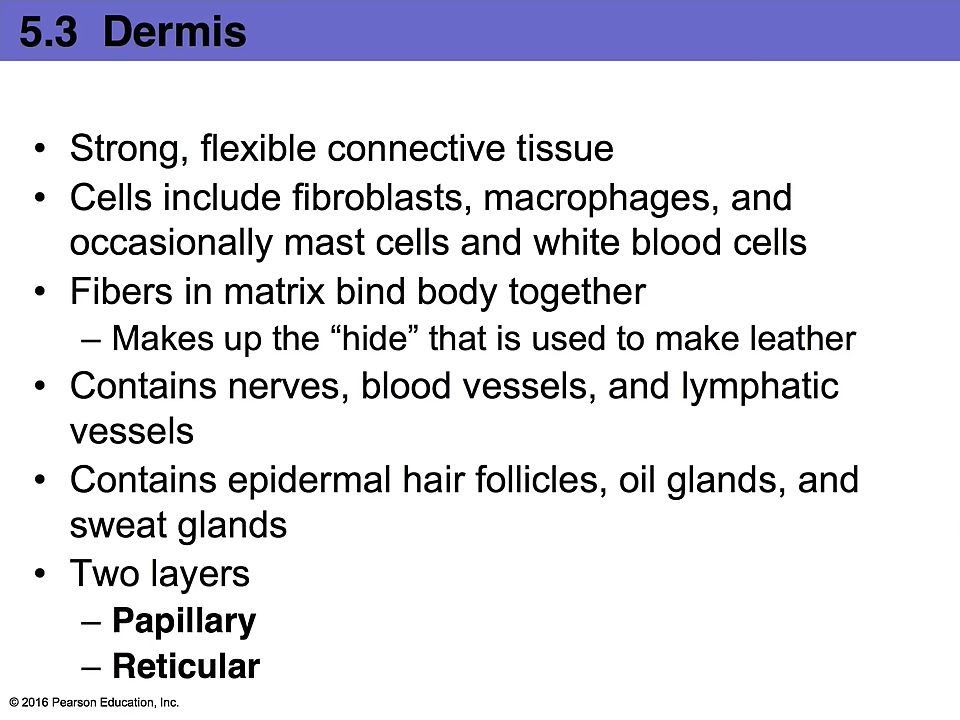 5.3 Dermis
• Strong, flexible connective tissue
• Cells include fibroblasts, macrophages, and
occasionally mast cells and white blood cells
• Fibers in matrix bind body together
– Makes up the “hide” that is used to make leather
• Contains nerves, blood vessels, and lymphatic
vessels
• Contains epidermal hair follicles, oil glands, and
sweat glands
• Two layers
– Papillary
– Reticular
© 2016 Pearson Education, Inc.